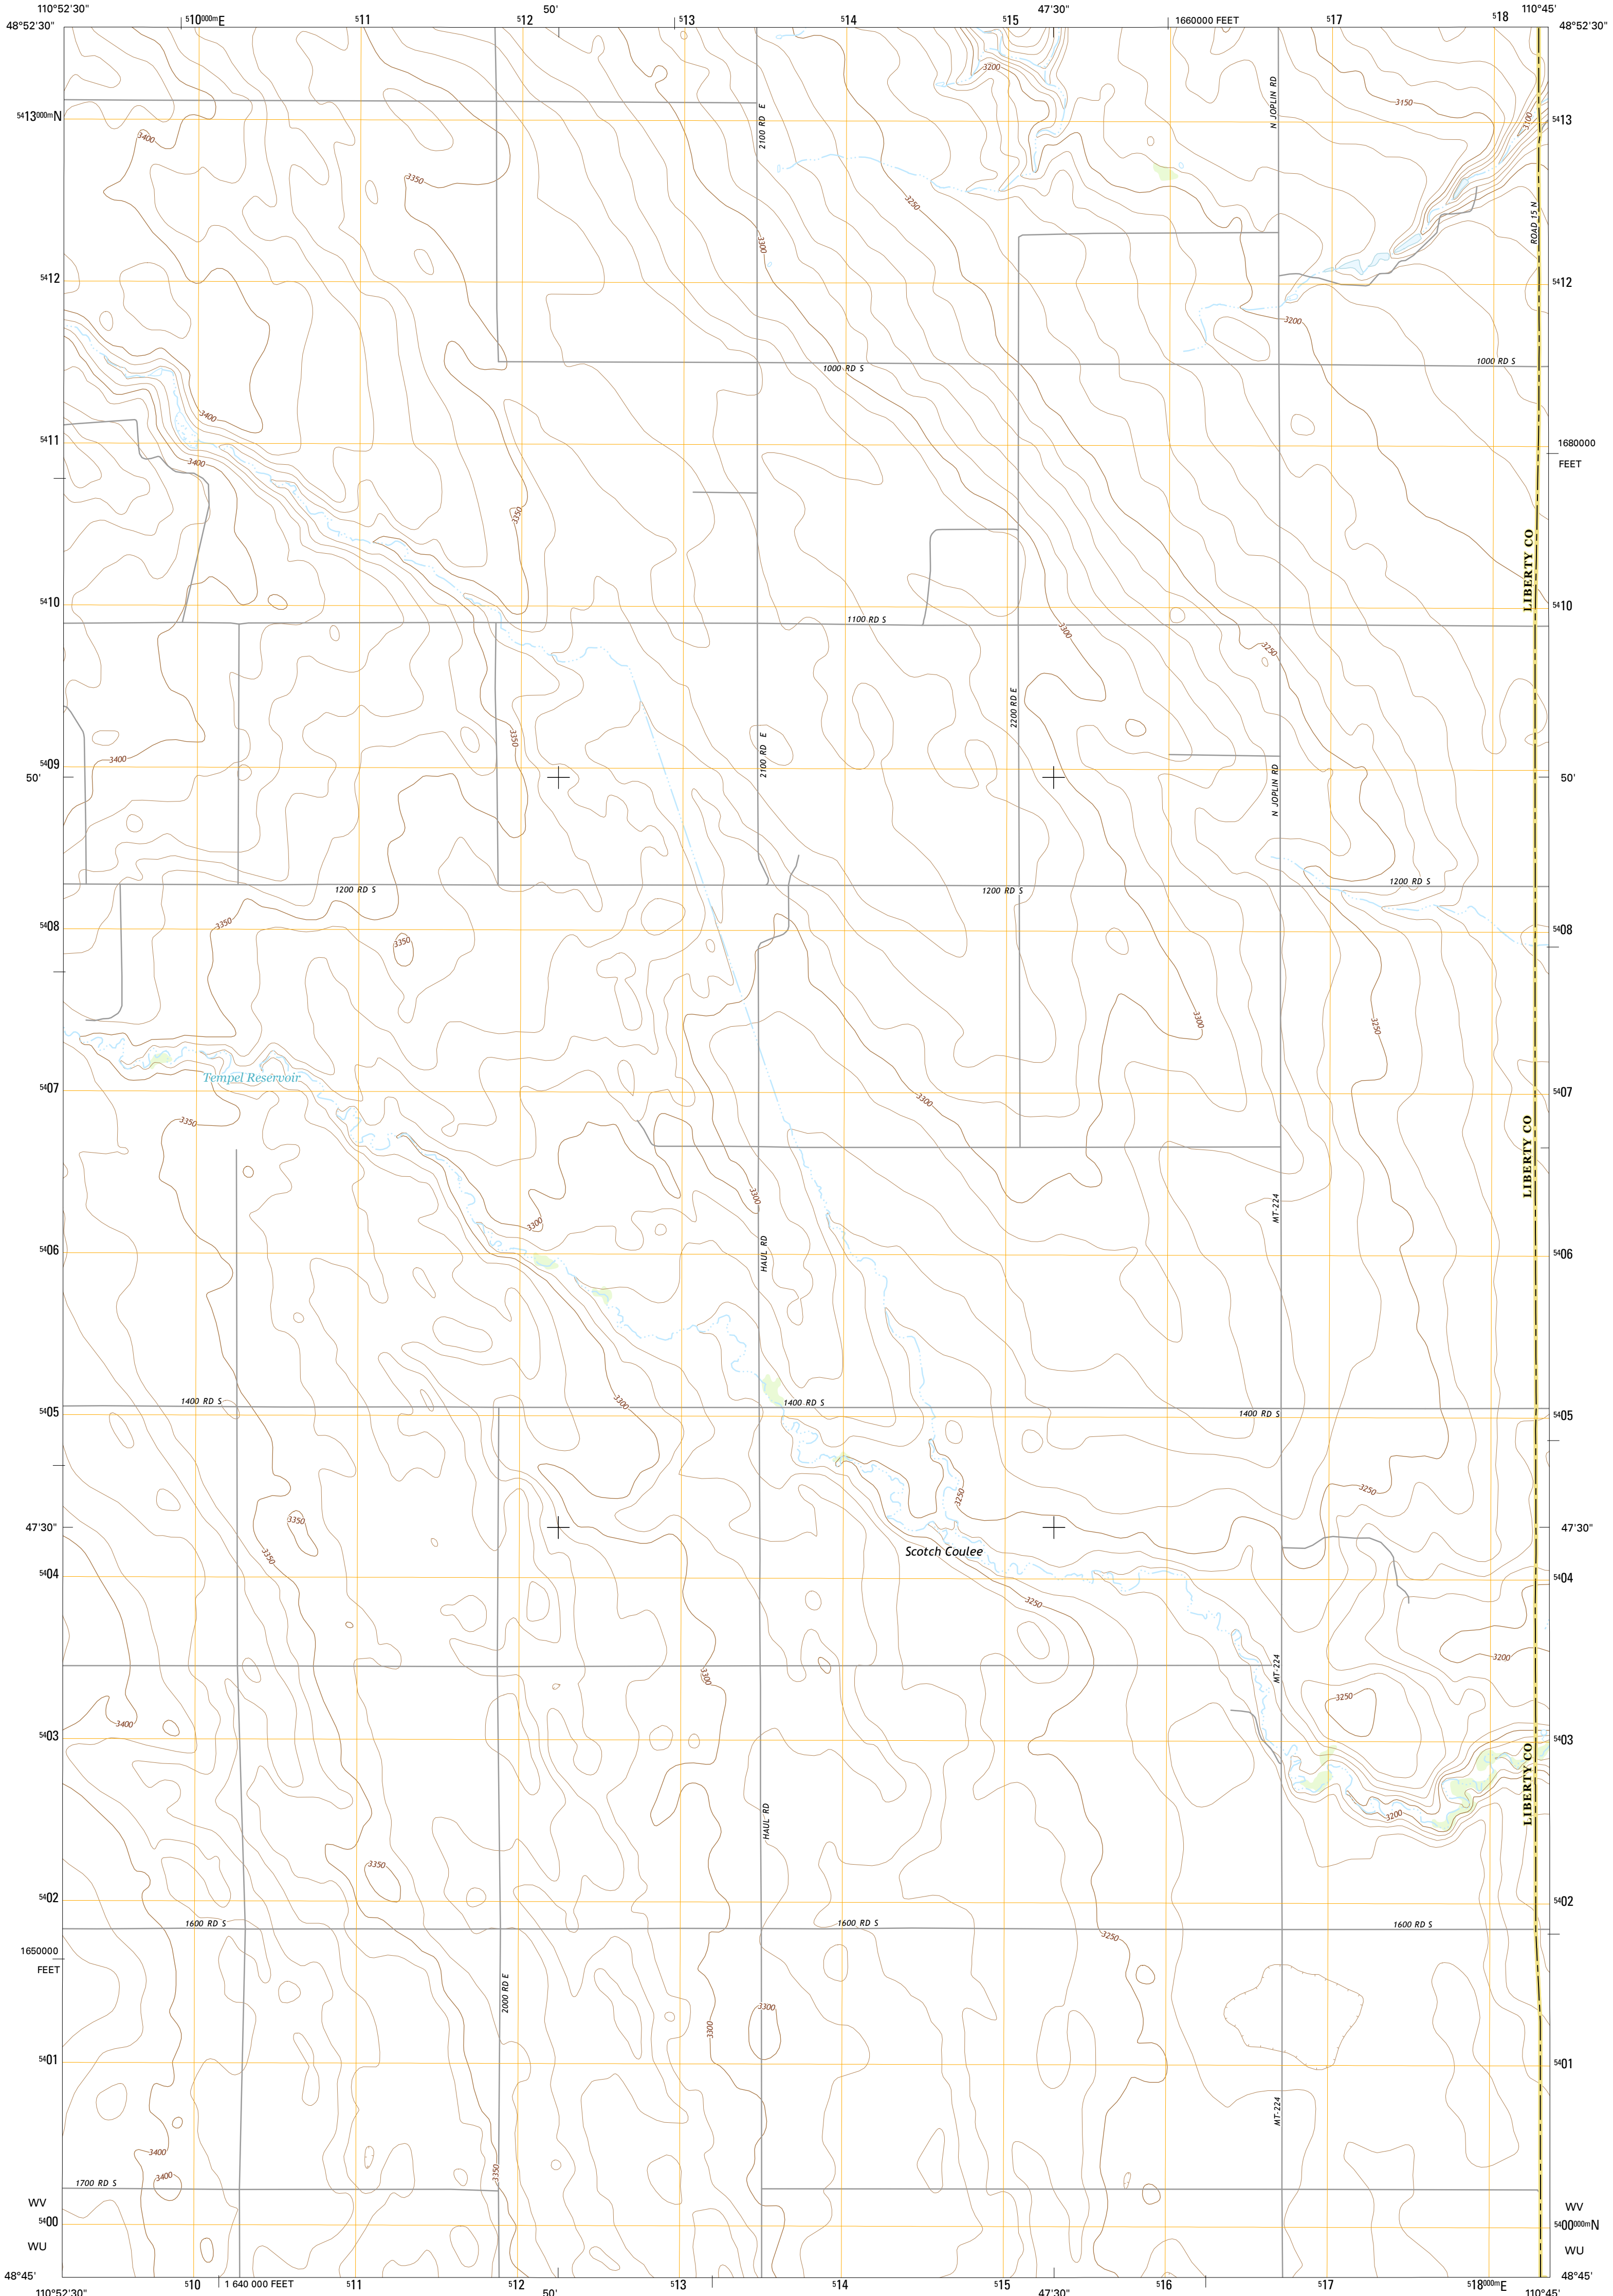 110°52'30" 510000mE 511 50' 512 513 514 515 47'30" 1660000 FEET 517 518 110°45'
48°52'30" 48°52'30"
3200
3150
N JOPLIN RD
2100 RD E
5413000mN 5413
3100
3400
3350
3250
ROAD 15 N
3300
5412 5412
3200
1000 RD S
1000 RD S
3400
5411 5411
1680000
FEET
3400
3350
LIBERTY CO
5410 5410
1100 RD S
3300
3250
2200 RD E
3350
2100 RD E
3400
5409
50' 50'
N JOPLIN RD
1200 RD S
1200 RD S
1200 RD S
3350
5408 5408
3350
3300
3250
Tempel Reservoir
5407 5407
3350
3300
LIBERTY CO
3300
MT-224
3300
5406 5406
HAUL RD
1400 RD S
3300
1400 RD S
1400 RD S
5405 5405
3250
3250
3350
47'30" 47'30"
Scotch Coulee
3350
5404 5404
3250
3200
3300
MT-224
3250
3400
5403 5403
LIBERTY CO
3200
HAUL RD
3350
5402 5402
1600 RD S
1600 RD S
1600 RD S
3250
1650000
FEET
2000 RD E
3300
3300
5401 5401
MT-224
3400
3400
3350
1700 RD S
WV WV
5400 5400000mN
WU WU
48°45' 48°45'
510 1 640 000 FEET 511 512 513 514 515 516 517 518000mE
110°52'30" 50' 47'30" 110°45'